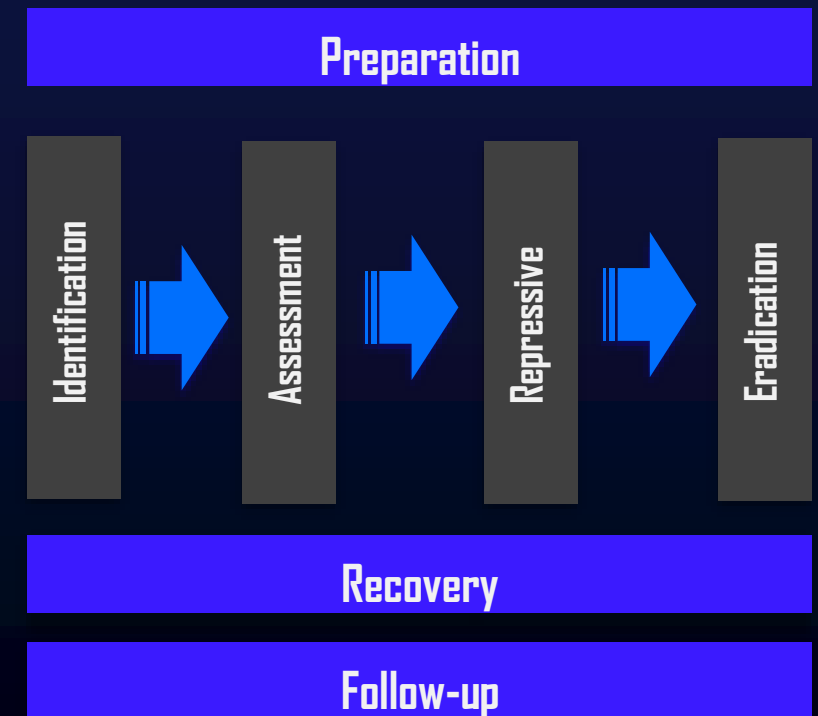 Preparation
Identification
Assessment
Repressive
Eradication
Recovery
Follow-up